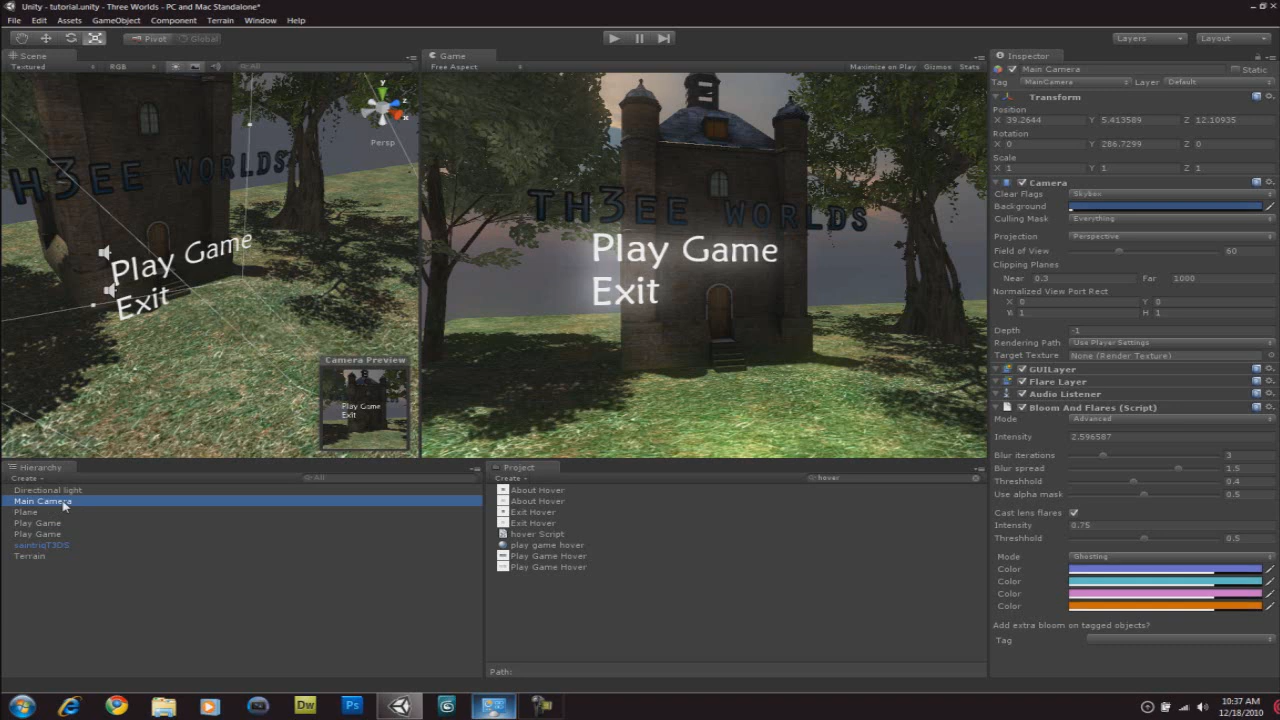 Unity - tutorial.unity - Three Worlds - PC and Mac Standalone*
File Edit Assets GameObject Component Terrain Window Help
Pivot Global Layers Layout
Scene
Textured RGB All
Persp
H3EE WORLDS
Play Game
Exit
Camera Preview
Play Game
Exit
Game
Free Aspect Maximize on Play Gizmos Stats
TH3EE WORLDS
Play Game
Exit
Inspector
Main Camera Static
Tag MainCamera Layer Default
Transform
Position
X 39.2644 Y 5.413589 Z 12.10935
Rotation
X 0 Y 286.7299 Z 0
Scale
X 1 Y 1 Z 1
Camera
Clear Flags Skybox
Background
Culling Mask Everything
Projection Perspective
Field of View 60
Clipping Planes
Near 0.3 Far 1000
Normalized View Port Rect
X 0 Y 0
W 1 H 1
Depth -1
Rendering Path Use Player Settings
Target Texture None (Render Texture)
GUILayer
Flare Layer
Audio Listener
Bloom And Flares (Script)
Mode Advanced
Intensity 2.596587
Blur iterations 3
Blur spread 1.5
Threshhold 0.4
Use alpha mask 0.5
Cast lens flares
Intensity 0.75
Threshhold 0.5
Mode Ghosting
Color
Color
Color
Color
Add extra bloom on tagged objects?
Tag
Hierarchy
Create All
Directional light
Main Camera
Plane
Play Game
Play Game
Terrain
Project
Create hover
About Hover
About Hover
Exit Hover
Exit Hover
hover Script
play game hover
Play Game Hover
Play Game Hover
Path:
Dw Ps
10:37 AM
12/18/2010